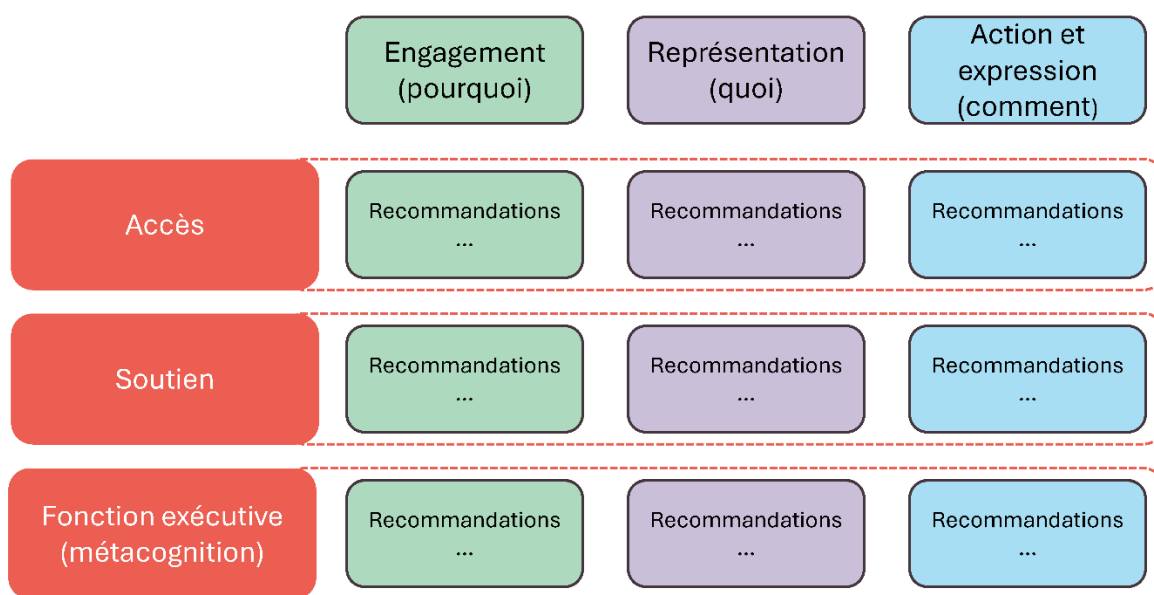 Engagement
(pourquoi)
Représentation
(quoi)
Action et
expression
(comment)
Accès
Recommandations
...
Recommandations
...
Recommandations
...
Soutien
Recommandations
...
Recommandations
...
Recommandations
...
Fonction exécutive
(métacognition)
Recommandations
...
Recommandations
...
Recommandations
...